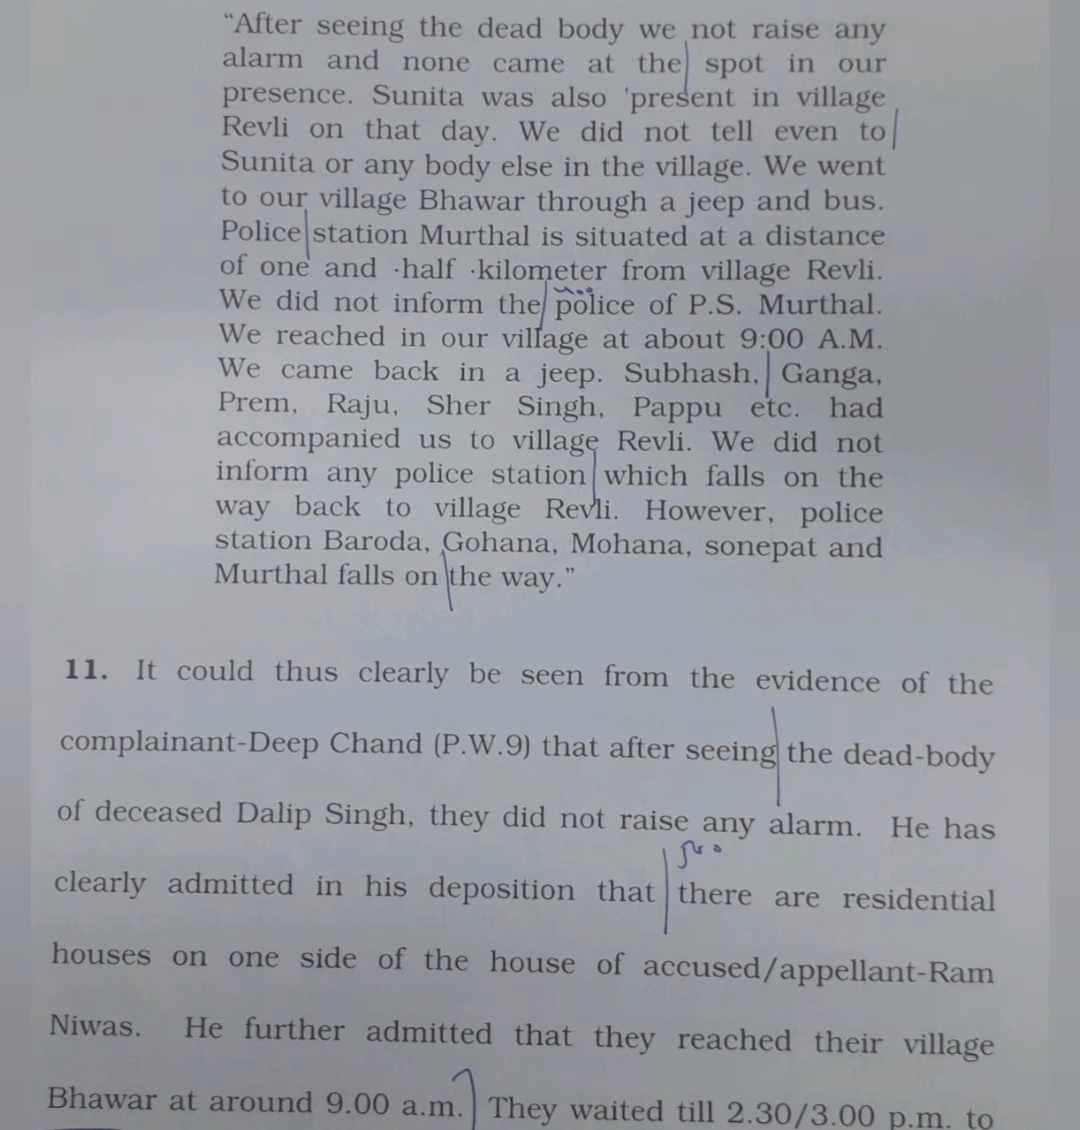 "After seeing the dead body we not raise any
alarm and none came at the spot in our
presence. Sunita was also 'present in village
Revli on that day. We did not tell even to
Sunita or any body else in the village. We went
to our village Bhawar through a jeep and bus.
Police station Murthal is situated at a distance
of one and ·half ·kilometer from village Revli.
We did not inform the police of P.S. Murthal.
We reached in our village at about 9:00 A.M.
We came back in a jeep. Subhash, Ganga,
Prem, Raju, Sher Singh, Pappu etc. had
accompanied us to village Revli. We did not
inform any police station which falls on the
way back to village Revli. However, police
station Baroda, Gohana, Mohana, sonepat and
Murthal falls on the way."
11. It could thus clearly be seen from the evidence of the
complainant-Deep Chand (P.W.9) that after seeing the dead-body
of deceased Dalip Singh, they did not raise any alarm. He has
clearly admitted in his deposition that there are residential
houses on one side of the house of accused/appellant-Ram
Niwas. He further admitted that they reached their village
Bhawar at around 9.00 a.m. They waited till 2.30/3.00 p.m. to